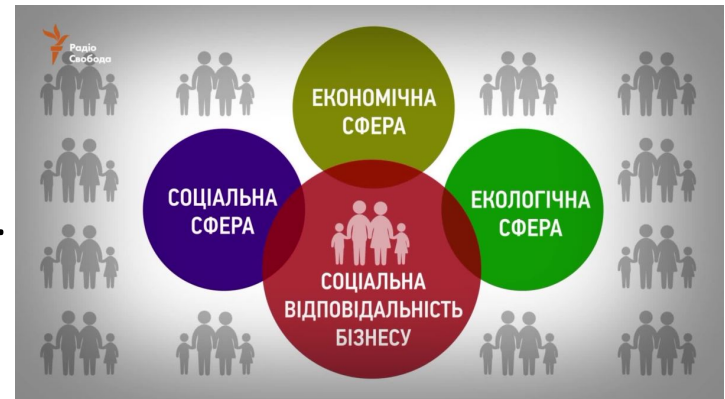 Радіо
Свобода
ЕКОНОМІЧНА
СФЕРА
СОЦІАЛЬНА
СФЕРА
ЕКОЛОГІЧНА
СФЕРА
СОЦІАЛЬНА
ВІДПОВІДАЛЬНІСТЬ
БІЗНЕСУ
.